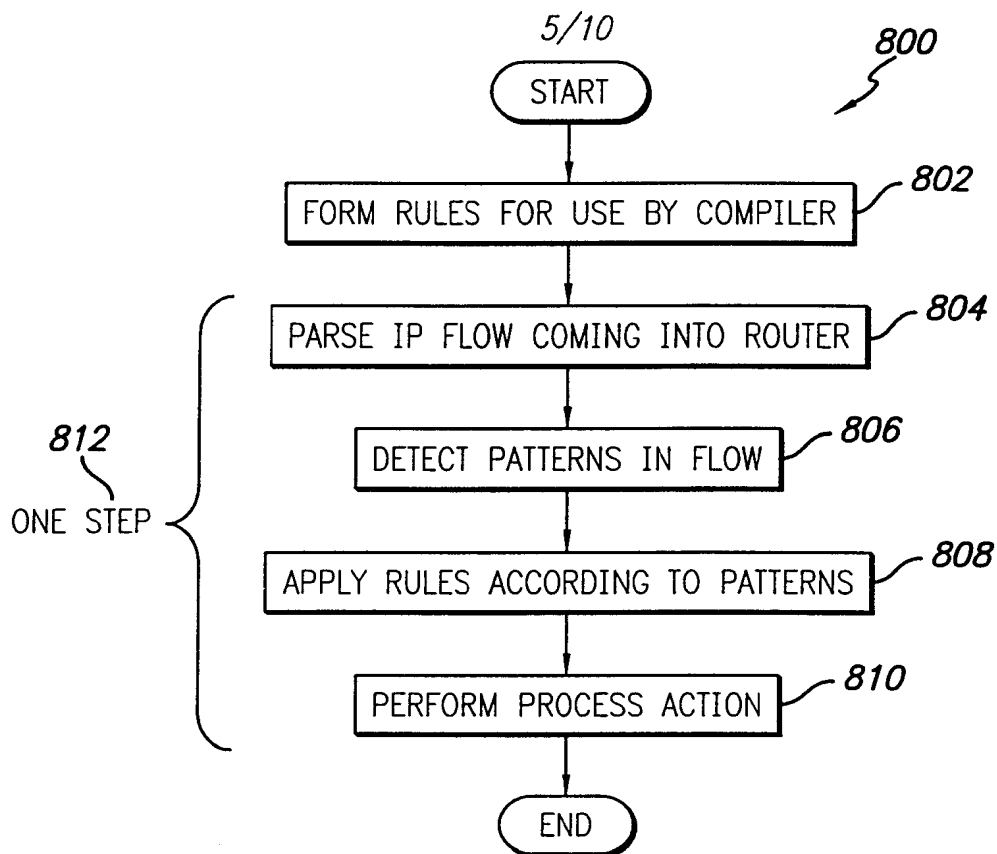 5/10
800
START
802
FORM RULES FOR USE BY COMPILER
804
PARSE IP FLOW COMING INTO ROUTER
806
DETECT PATTERNS IN FLOW
812
ONE STEP
808
APPLY RULES ACCORDING TO PATTERNS
810
PERFORM PROCESS ACTION
END